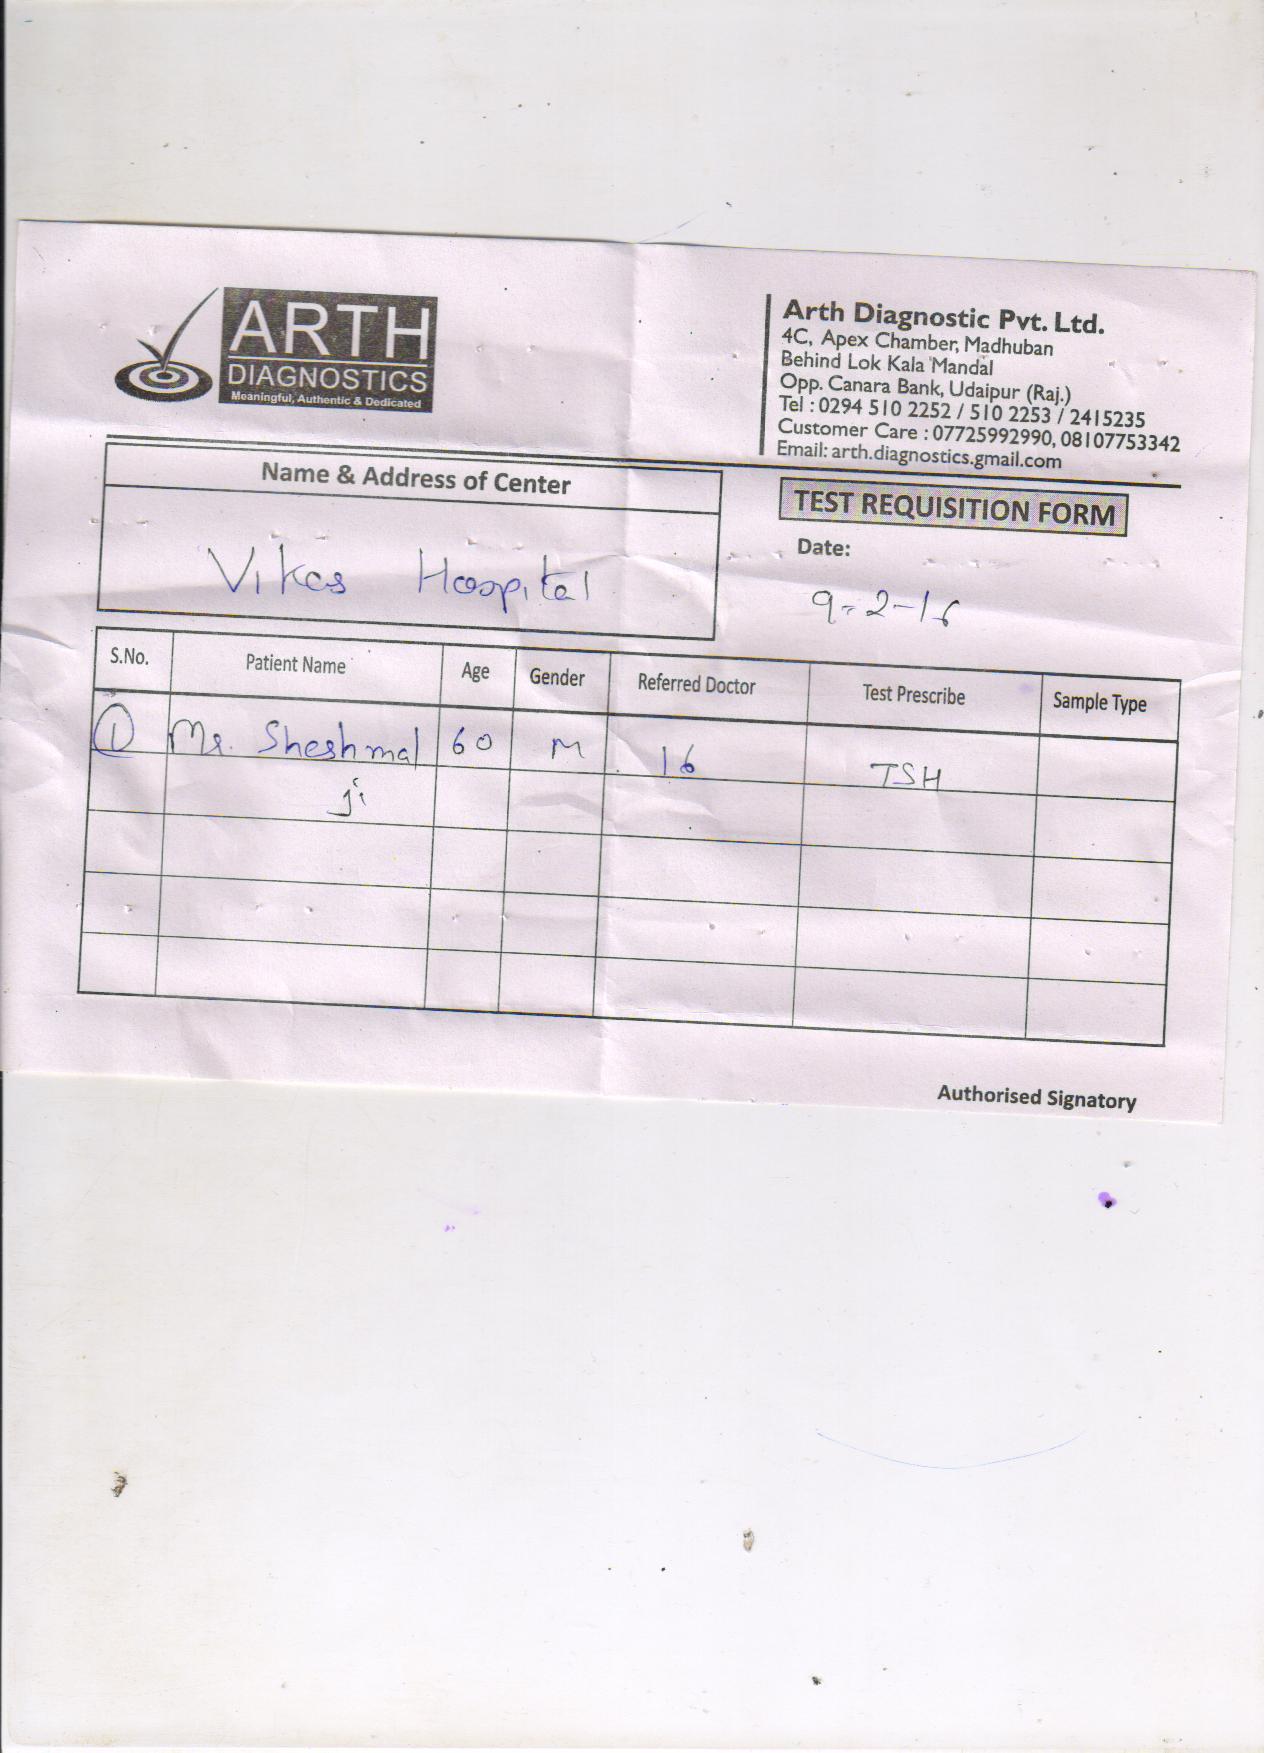 ARTH
DIAGNOSTICS
Meaningful, Authentic & Dedicated
Arth Diagnostic Pvt. Ltd.
4C, Apex Chamber, Madhuban
Behind Lok Kala Mandal
Opp. Canara Bank, Udaipur (Raj.)
Tel : 0294 510 2252 / 510 2253 / 2415235
Customer Care : 07725992990, 08107753342
Email: arth.diagnostics.gmail.com
Name & Address of Center
Vikas Hospital
TEST REQUISITION FORM
Date:
9-2-16
S.No. Patient Name Age Gender Referred Doctor Test Prescribe Sample Type
1 Mr. Sheshmal 60 M 16 TSH
ji
Authorised Signatory